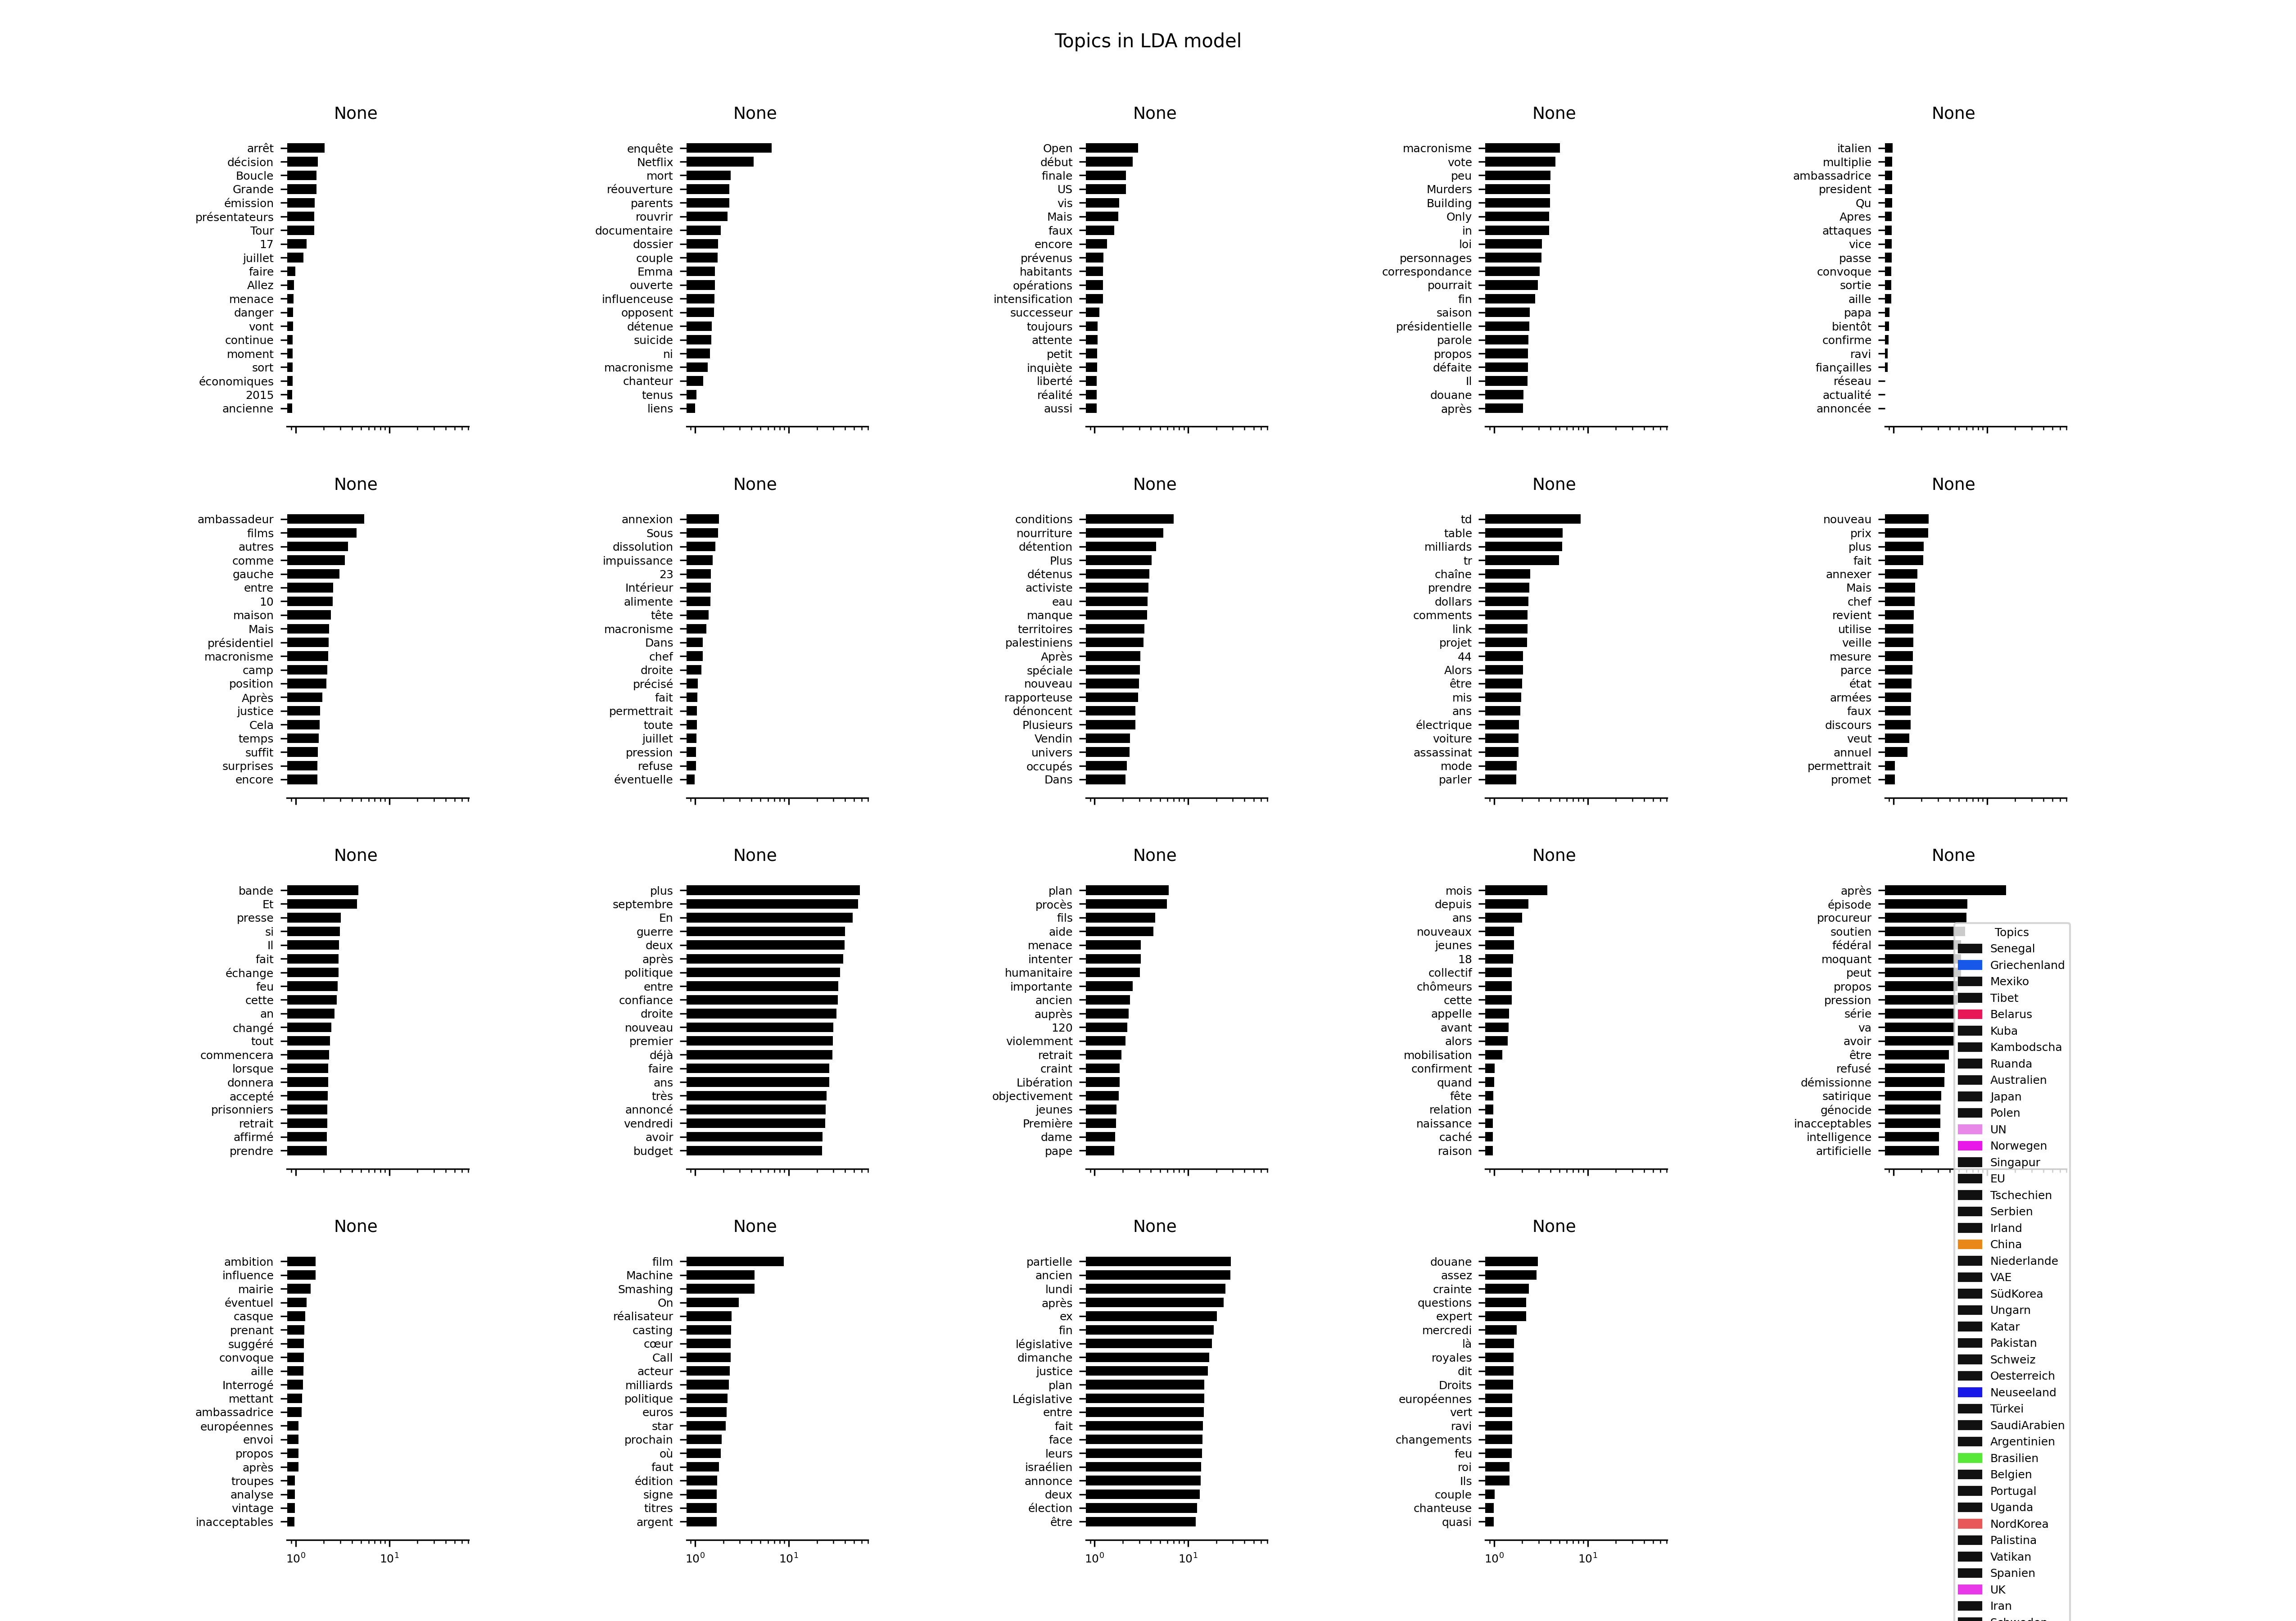 Topics in LDA model
None
arrêt
décision
Boucle
Grande
émission
présentateurs
Tour
17
juillet
faire
Allez
menace
danger
vont
continue
moment
sort
économiques
2015
ancienne
None
enquête
Netflix
mort
réouverture
parents
rouvrir
documentaire
dossier
couple
Emma
ouverte
influenceuse
opposent
détenue
suicide
ni
macronisme
chanteur
tenus
liens
None
Open
début
finale
US
vis
Mais
faux
encore
prévenus
habitants
opérations
intensification
successeur
toujours
attente
petit
inquiète
liberté
réalité
aussi
None
macronisme
vote
peu
Murders
Building
Only
in
loi
personnages
correspondance
pourrait
fin
saison
présidentielle
parole
propos
défaite
Il
douane
après
None
italien
multiplie
ambassadrice
president
Qu
Apres
attaques
vice
passe
convoque
sortie
aille
papa
bientôt
confirme
ravi
fiançailles
réseau
actualité
annoncée
None
ambassadeur
films
autres
comme
gauche
entre
10
maison
Mais
présidentiel
macronisme
camp
position
Après
justice
Cela
temps
suffit
surprises
encore
None
annexion
Sous
dissolution
impuissance
23
Intérieur
alimente
tête
macronisme
Dans
chef
droite
précisé
fait
permettrait
toute
juillet
pression
refuse
éventuelle
None
conditions
nourriture
détention
Plus
détenus
activiste
eau
manque
territoires
palestiniens
Après
spéciale
nouveau
rapporteuse
dénoncent
Plusieurs
Vendin
univers
occupés
Dans
None
td
table
milliards
tr
chaîne
prendre
dollars
comments
link
projet
44
Alors
être
mis
ans
électrique
voiture
assassinat
mode
parler
None
nouveau
prix
plus
fait
annexer
Mais
chef
revient
utilise
veille
mesure
parce
état
armées
faux
discours
veut
annuel
permettrait
promet
None
bande
Et
presse
si
Il
fait
échange
feu
cette
an
changé
tout
commencera
lorsque
donnera
accepté
prisonniers
retrait
affirmé
prendre
None
plus
septembre
En
guerre
deux
après
politique
entre
confiance
droite
nouveau
premier
déjà
faire
ans
très
annoncé
vendredi
avoir
budget
None
plan
procès
fils
aide
menace
intenter
humanitaire
importante
ancien
auprès
120
violemment
retrait
craint
Libération
objectivement
jeunes
Première
dame
pape
None
mois
depuis
ans
nouveaux
jeunes
18
collectif
chômeurs
cette
appelle
avant
alors
mobilisation
confirment
quand
fête
relation
naissance
caché
raison
None
après
épisode
procureur
soutien
fédéral
moquant
peut
propos
pression
série
va
avoir
être
refusé
démissionne
satirique
génocide
inacceptables
intelligence
artificielle
None
ambition
influence
mairie
éventuel
casque
prenant
suggéré
convoque
aille
Interrogé
mettant
ambassadrice
européennes
envoi
propos
après
troupes
analyse
vintage
inacceptables
10⁰ 10¹
None
film
Machine
Smashing
On
réalisateur
casting
cœur
Call
acteur
milliards
politique
euros
star
prochain
où
faut
édition
signe
titres
argent
10⁰ 10¹
None
partielle
ancien
lundi
après
ex
fin
législative
dimanche
justice
plan
Législative
entre
fait
face
leurs
israélien
annonce
deux
élection
être
10⁰ 10¹
None
douane
assez
crainte
questions
expert
mercredi
là
royales
dit
Droits
européennes
vert
ravi
changements
feu
roi
Ils
couple
chanteuse
quasi
10⁰ 10¹
Topics
Senegal
Griechenland
Mexiko
Tibet
Belarus
Kuba
Kambodscha
Ruanda
Australien
Japan
Polen
UN
Norwegen
Singapur
EU
Tschechien
Serbien
Irland
China
Niederlande
VAE
SüdKorea
Ungarn
Katar
Pakistan
Schweiz
Oesterreich
Neuseeland
Türkei
SaudiArabien
Argentinien
Brasilien
Belgien
Portugal
Uganda
NordKorea
Palistina
Vatikan
Spanien
UK
Iran